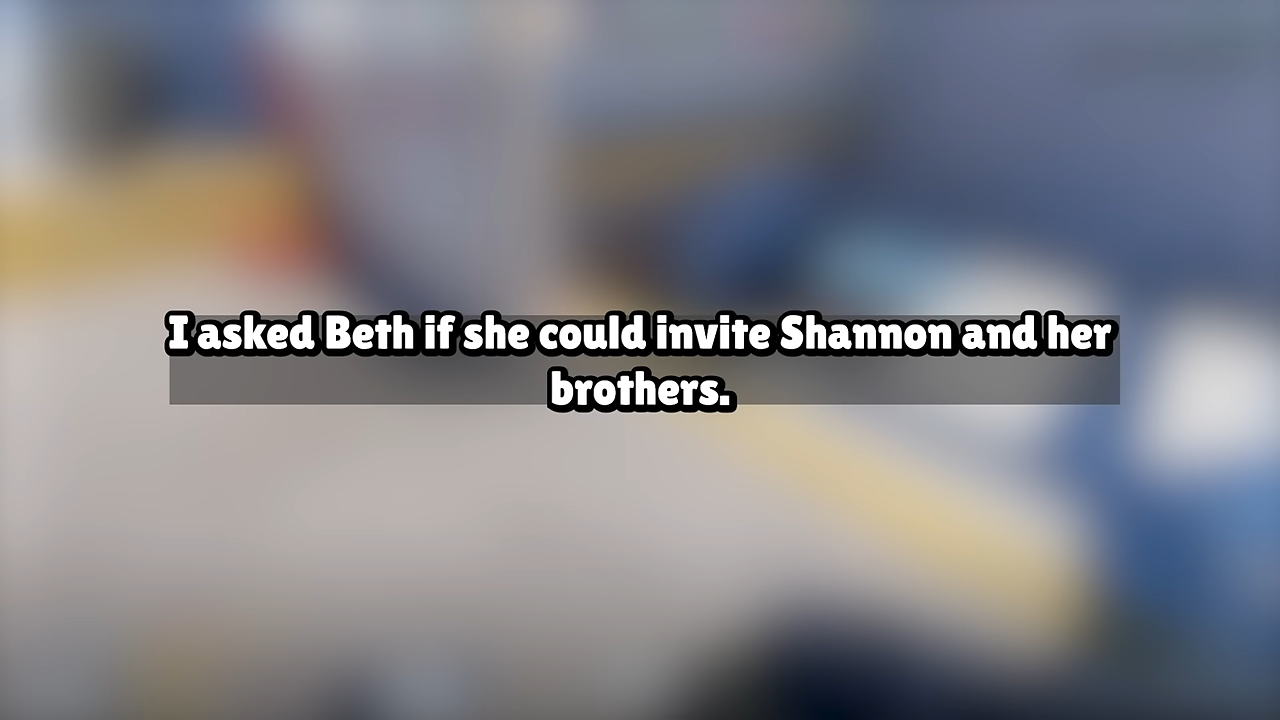 I asked Beth if she could invite Shannon and her
brothers.